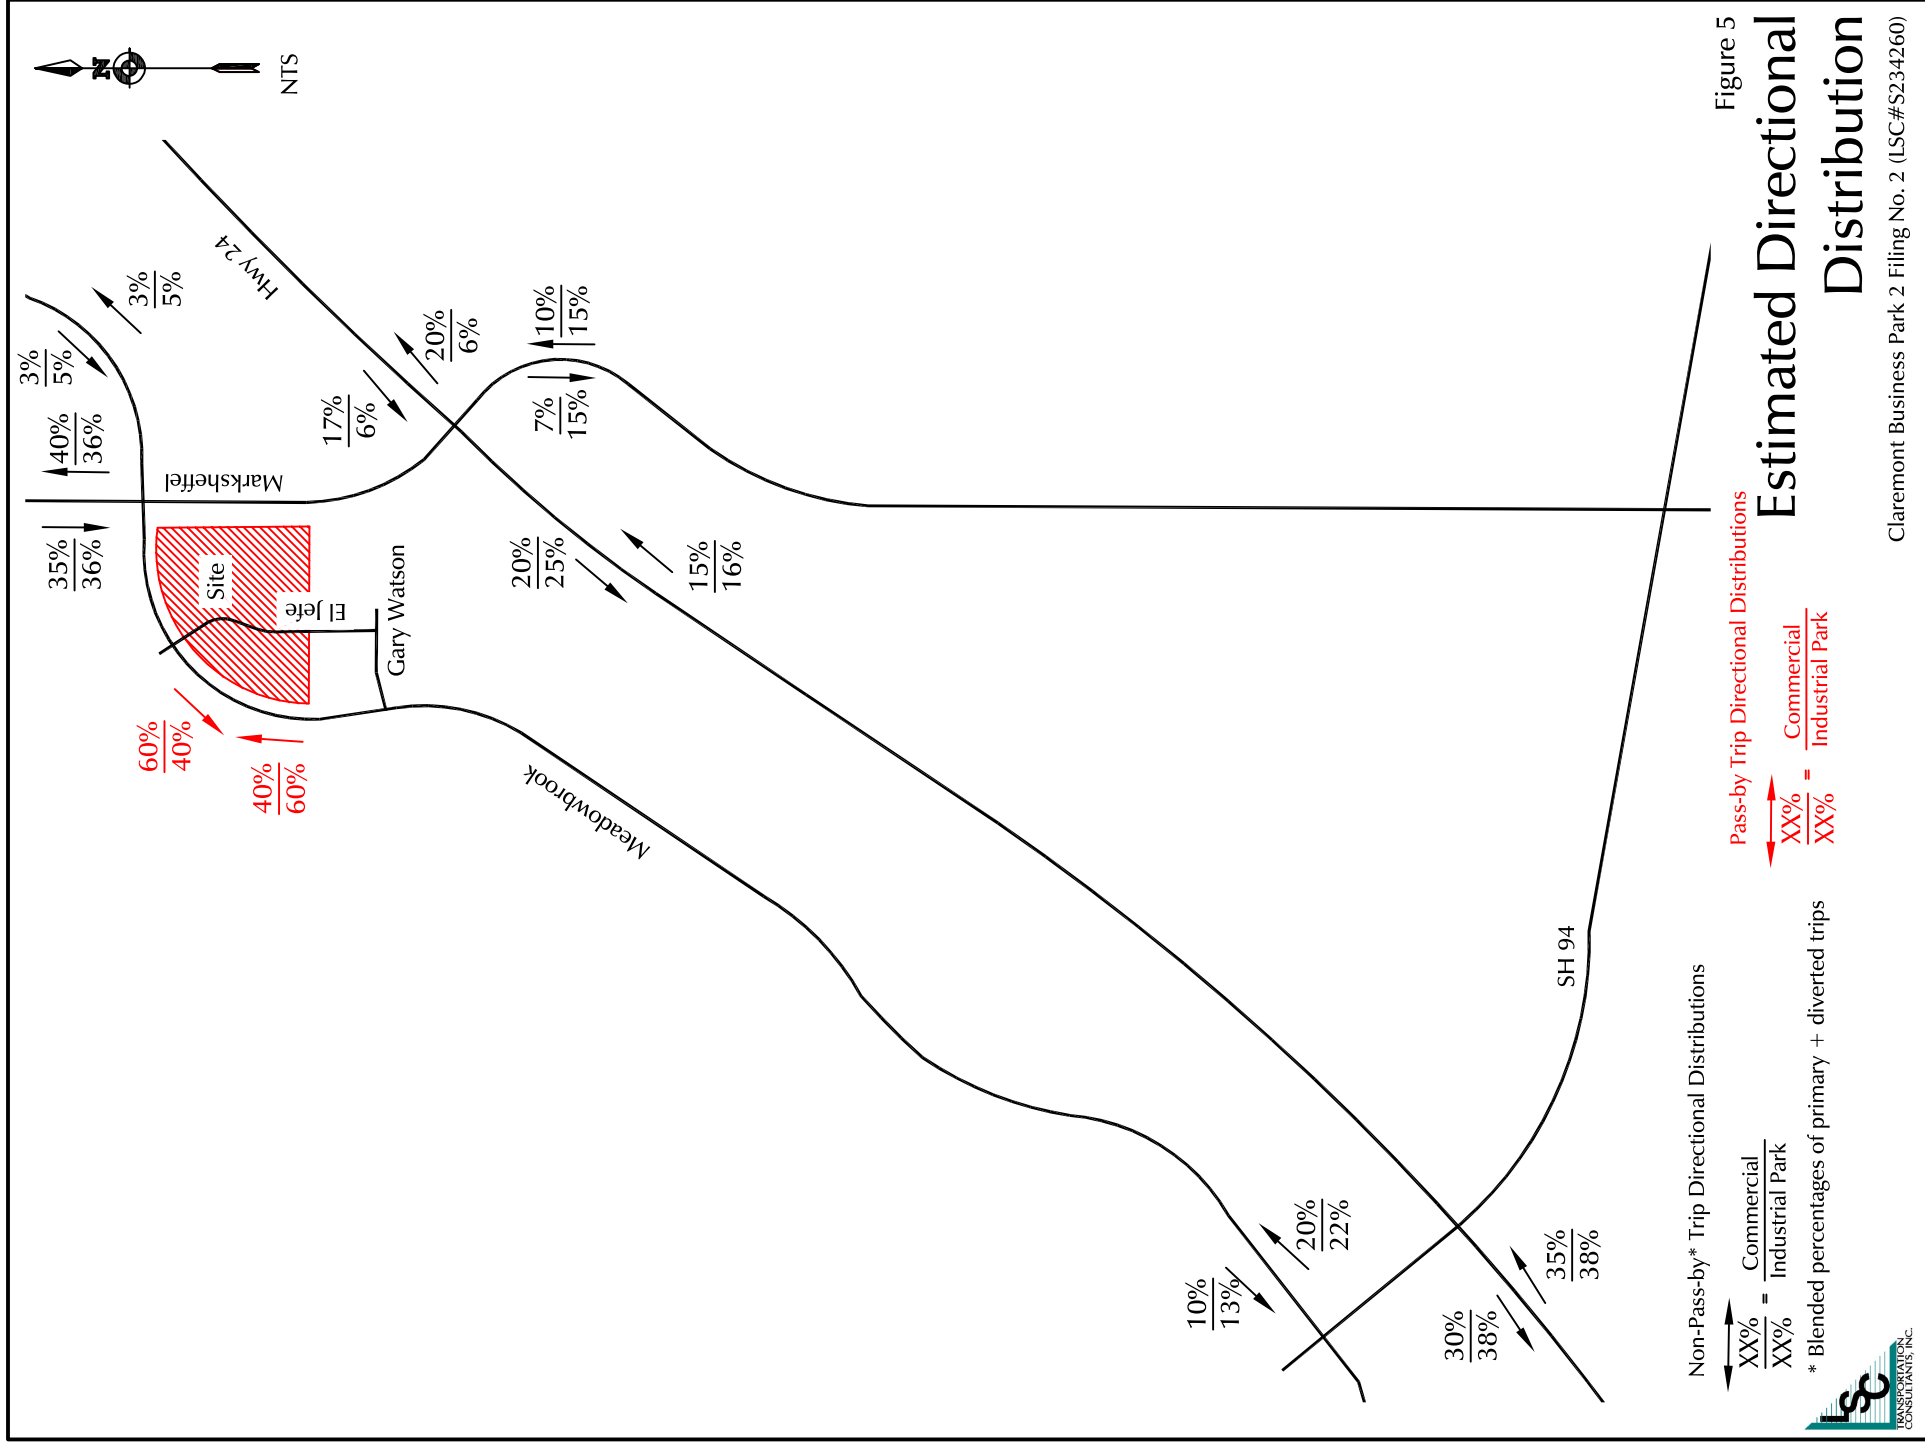 N
NTS
Hwy 24
3%
5%
3%
5%
40%
36%
35%
36%
Marksheffel
Site
El Jefe
Gary Watson
17%
6%
20%
6%
10%
15%
7%
15%
20%
25%
15%
16%
60%
40%
40%
60%
Meadowbrook
SH 94
10%
13%
20%
22%
30%
38%
35%
38%
Non-Pass-by* Trip Directional Distributions
XX%
XX%
=
Commercial
Industrial Park
* Blended percentages of primary + diverted trips
Pass-by Trip Directional Distributions
XX%
XX%
=
Commercial
Industrial Park
Figure 5
Estimated Directional
Distribution
Claremont Business Park 2 Filing No. 2 (LSC#S234260)
LSC
TRANSPORTATION
CONSULTANTS, INC.